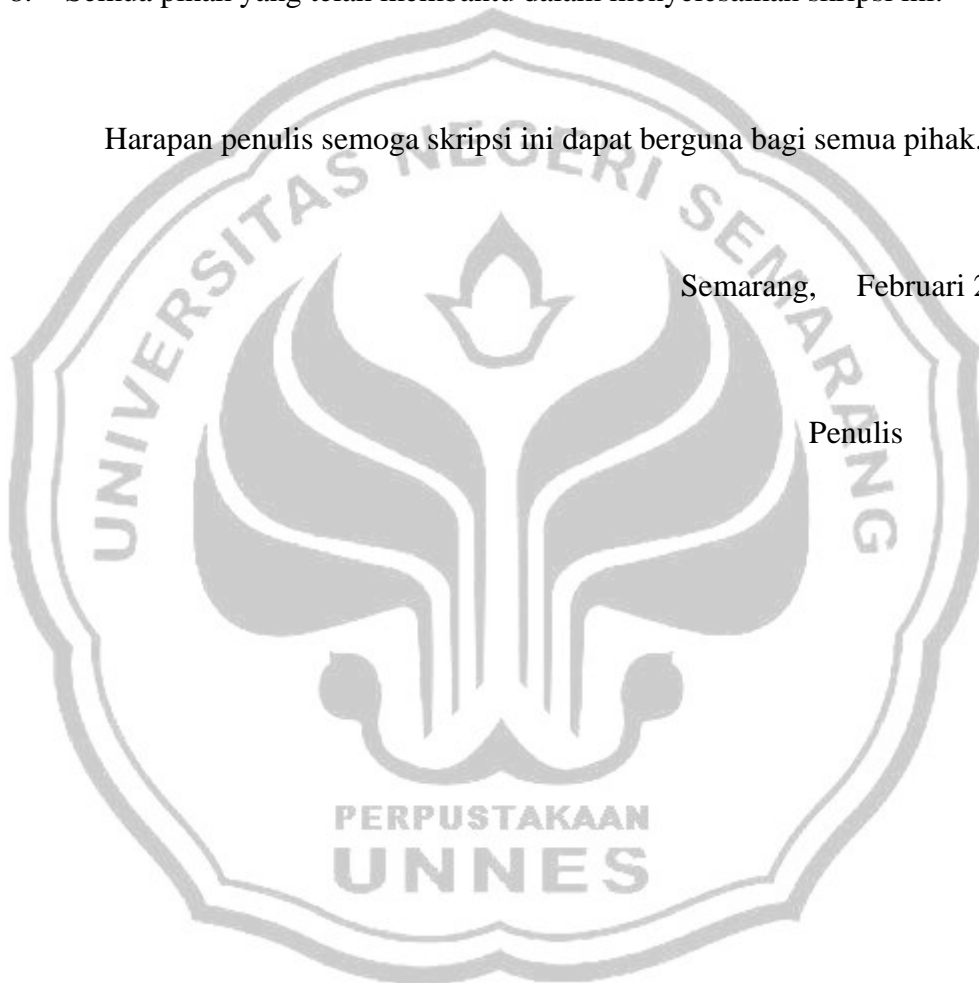 Semua pihak yang telah membantu dalam menyelesaikan skripsi ini.
Harapan penulis semoga skripsi ini dapat berguna bagi semua pihak.
Semarang, Februari 2
Penulis
UNIVERSITAS NEGERI SEMARANG
PERPUSTAKAAN
UNNES